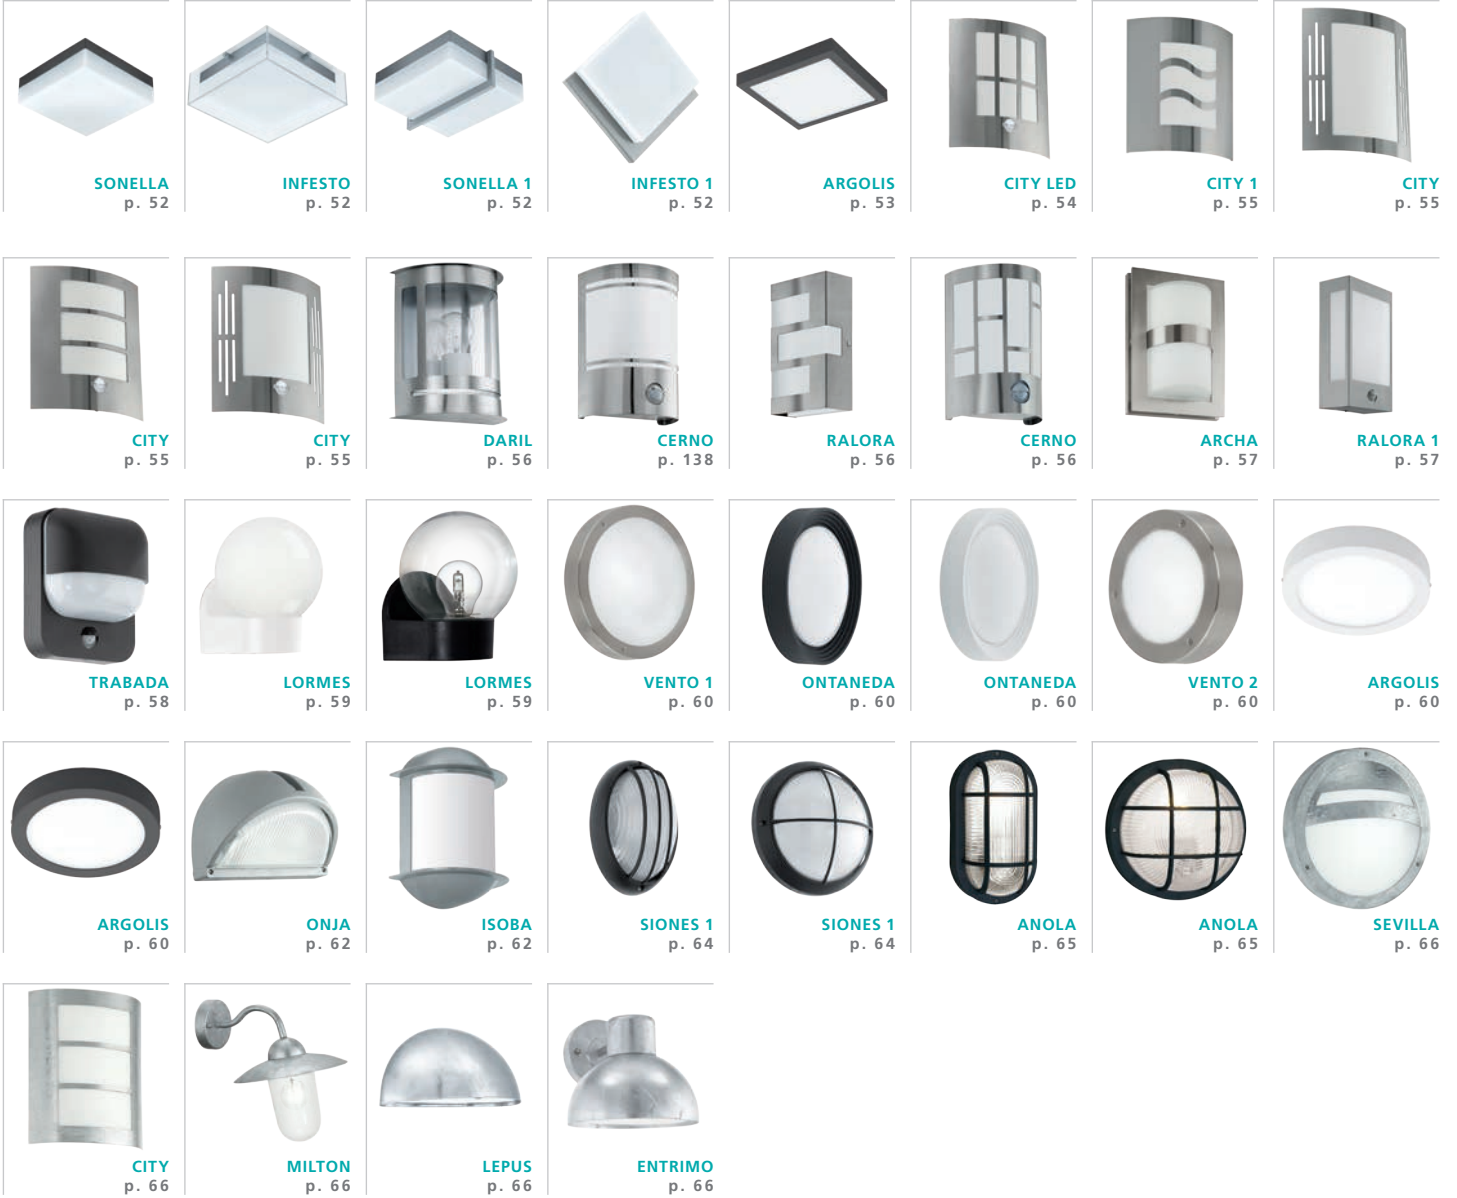 SONELLA
p. 52
INFESTO
p. 52
SONELLA 1
p. 52
INFESTO 1
p. 52
ARGOLIS
p. 53
CITY LED
p. 54
CITY 1
p. 55
CITY
p. 55
CITY
p. 55
CITY
p. 55
DARIL
p. 56
CERNO
p. 138
RALORA
p. 56
CERNO
p. 56
ARCHA
p. 57
RALORA 1
p. 57
TRABADA
p. 58
LORMES
p. 59
LORMES
p. 59
VENTO 1
p. 60
ONTANEDA
p. 60
ONTANEDA
p. 60
VENTO 2
p. 60
ARGOLIS
p. 60
ARGOLIS
p. 60
ONJA
p. 62
ISOBA
p. 62
SIONES 1
p. 64
SIONES 1
p. 64
ANOLA
p. 65
ANOLA
p. 65
SEVILLA
p. 66
CITY
p. 66
MILTON
p. 66
LEPUS
p. 66
ENTRIMO
p. 66